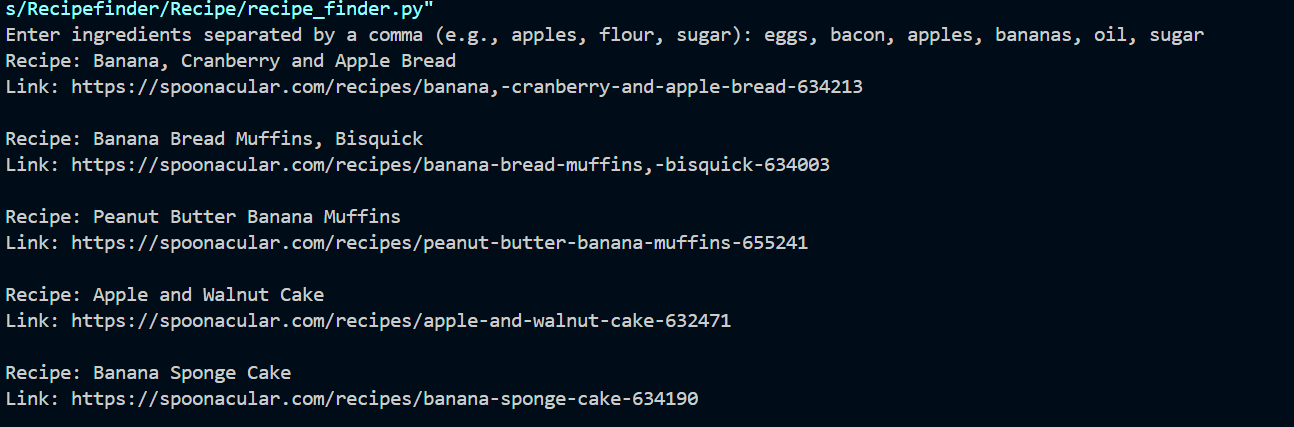 s/Recipefinder/Recipe/recipe_finder.py"
Enter ingredients separated by a comma (e.g., apples, flour, sugar): eggs, bacon, apples, bananas, oil, sugar
Recipe: Banana, Cranberry and Apple Bread
Link: https://spoonacular.com/recipes/banana,-cranberry-and-apple-bread-634213
Recipe: Banana Bread Muffins, Bisquick
Link: https://spoonacular.com/recipes/banana-bread-muffins,-bisquick-634003
Recipe: Peanut Butter Banana Muffins
Link: https://spoonacular.com/recipes/peanut-butter-banana-muffins-655241
Recipe: Apple and Walnut Cake
Link: https://spoonacular.com/recipes/apple-and-walnut-cake-632471
Recipe: Banana Sponge Cake
Link: https://spoonacular.com/recipes/banana-sponge-cake-634190